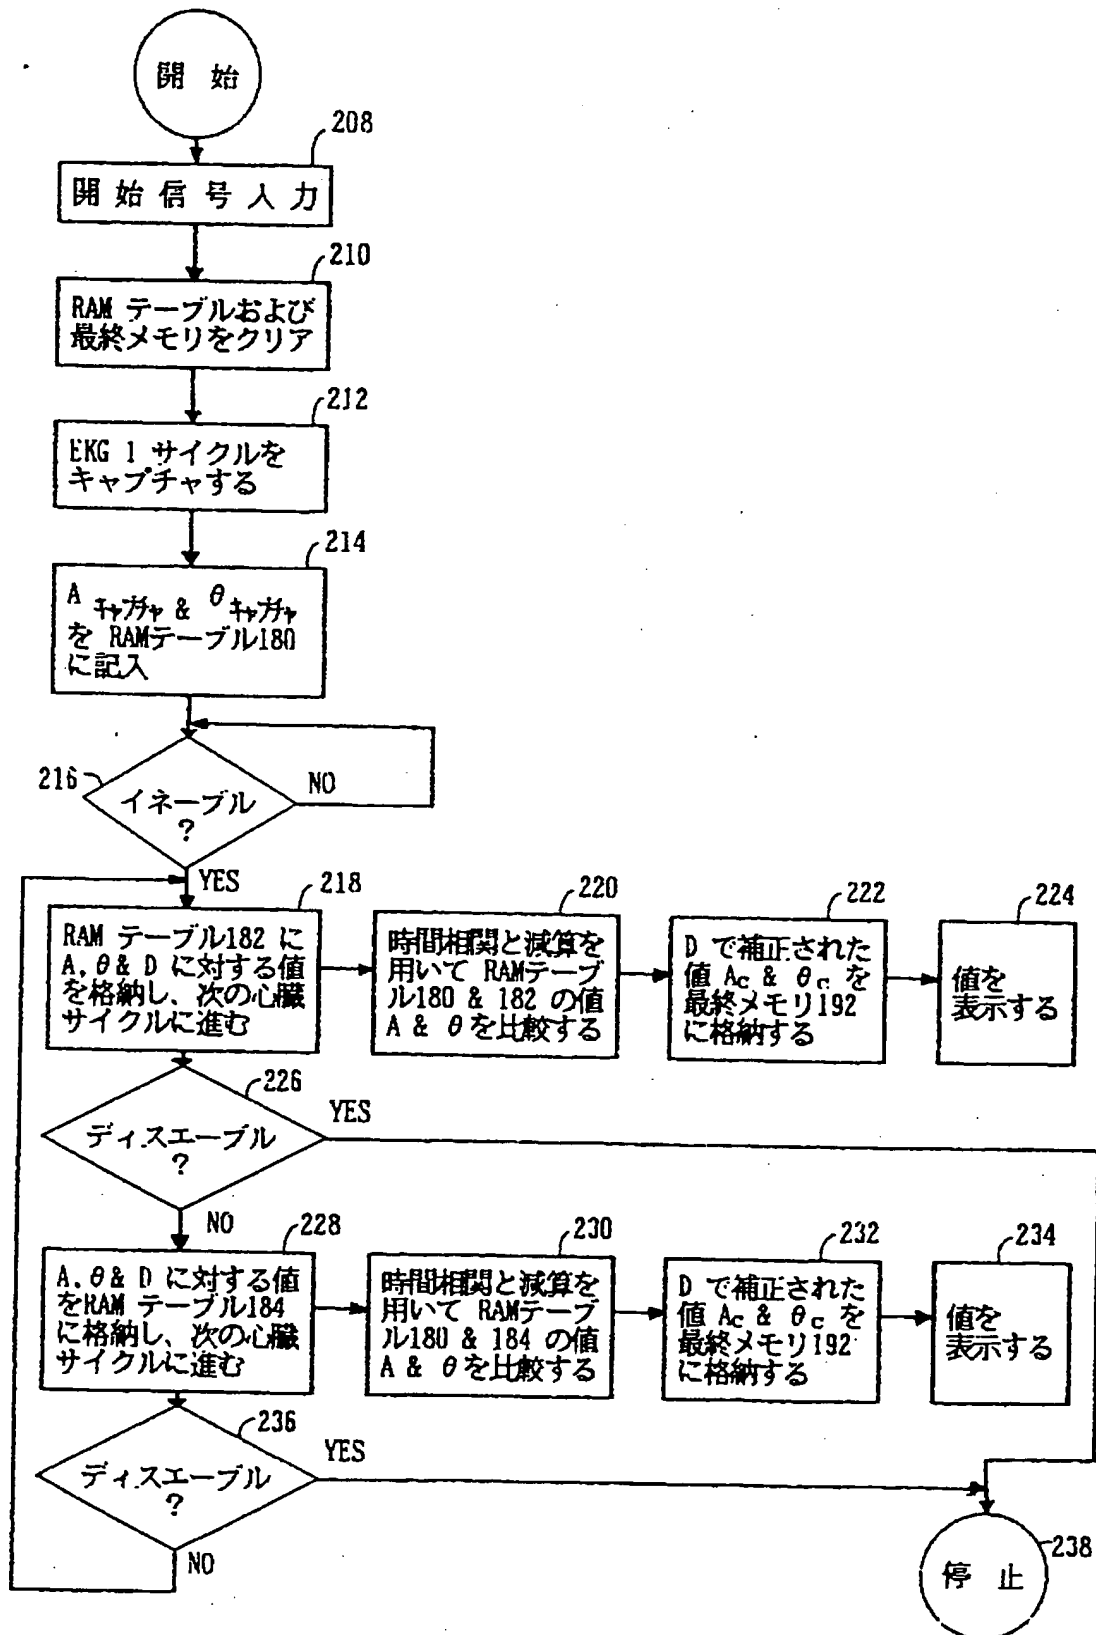 開 始
208
開 始 信 号 入 力
210
RAM テーブルおよび
最終メモリをクリア
212
EKG 1 サイクルを
キャプチャする
214
A キャプチャ & θ キャプチャ
を RAMテーブル180
に記入
216
イネーブル
?
NO
YES
218
RAM テーブル182 に
A, θ & D に対する値
を格納し、次の心臓
サイクルに進む
220
時間相関と減算を
用いて RAMテーブ
ル180 & 182 の値
A & θ を比較する
222
D で補正された
値 Ac & θc を
最終メモリ192
に格納する
224
値を
表示する
226
ディスエーブル
?
YES
NO
228
A, θ & D に対する値
をRAM テーブル184
に格納し、次の心臓
サイクルに進む
230
時間相関と減算を
用いて RAMテーブ
ル180 & 184 の値
A & θ を比較する
232
D で補正された
値 Ac & θc を
最終メモリ192
に格納する
234
値を
表示する
236
ディスエーブル
?
YES
NO
停 止
238